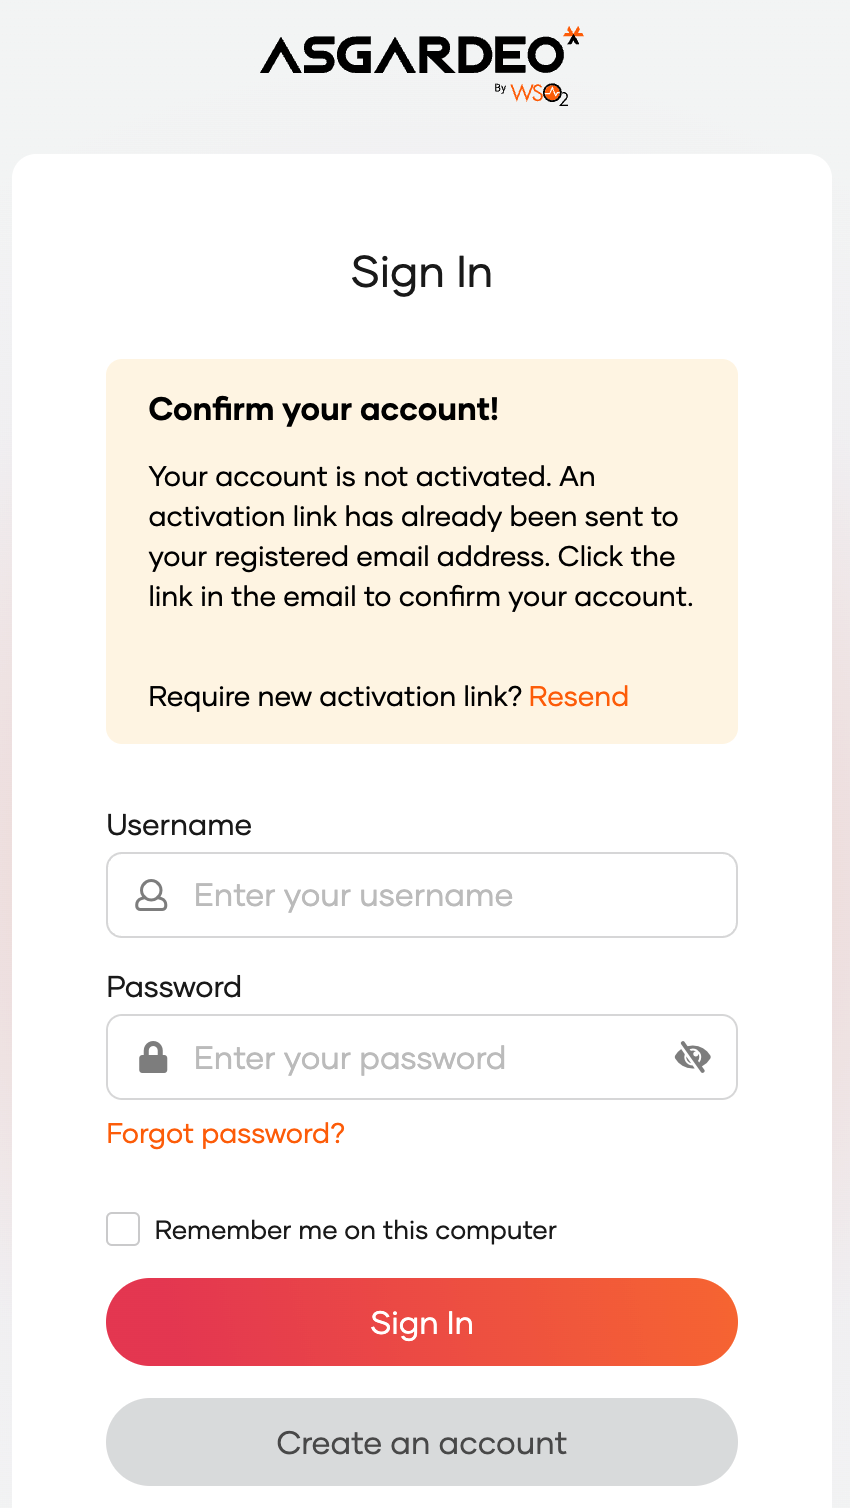 ASGARDEO
By WSO2
Sign In
Confirm your account!
Your account is not activated. An
activation link has already been sent to
your registered email address. Click the
link in the email to confirm your account.
Require new activation link? Resend
Username
Enter your username
Password
Enter your password
Forgot password?
Remember me on this computer
Sign In
Create an account